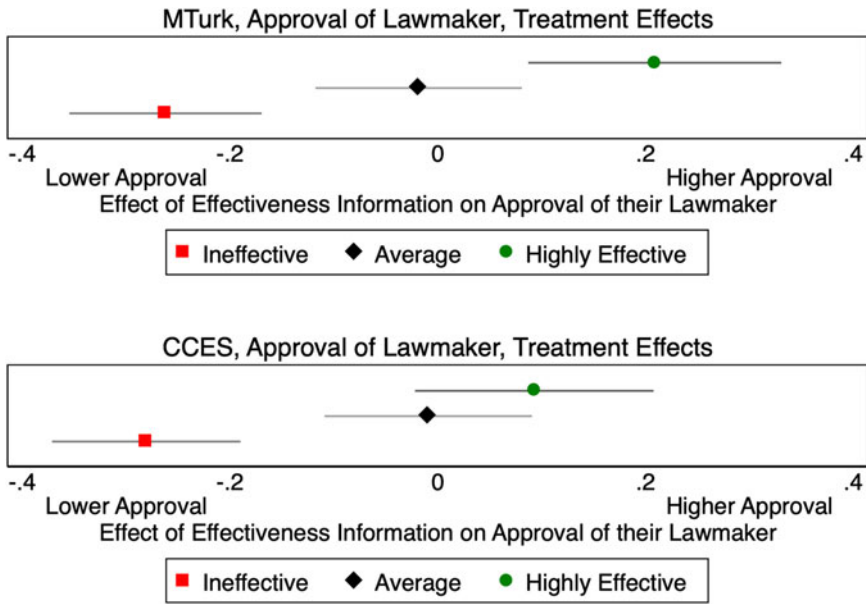 MTurk, Approval of Lawmaker, Treatment Effects
-.4 -.2 0 .2 .4
Lower Approval Higher Approval
Effect of Effectiveness Information on Approval of their Lawmaker
Ineffective Average Highly Effective
CCES, Approval of Lawmaker, Treatment Effects
-.4 -.2 0 .2 .4
Lower Approval Higher Approval
Effect of Effectiveness Information on Approval of their Lawmaker
Ineffective Average Highly Effective